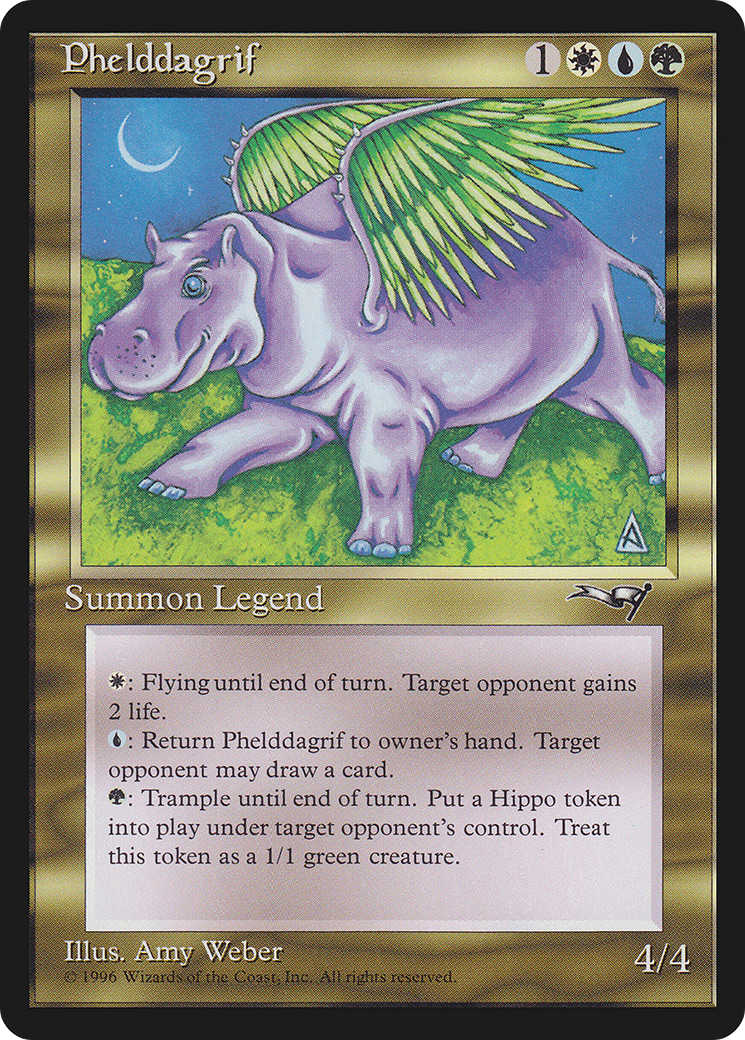 Phelddagrif 1
Summon Legend
: Flying until end of turn. Target opponent gains
2 life.
: Return Phelddagrif to owner's hand. Target
opponent may draw a card.
: Trample until end of turn. Put a Hippo token
into play under target opponent's control. Treat
this token as a 1/1 green creature.
Illus. Amy Weber
© 1996 Wizards of the Coast, Inc. All rights reserved.
4/4